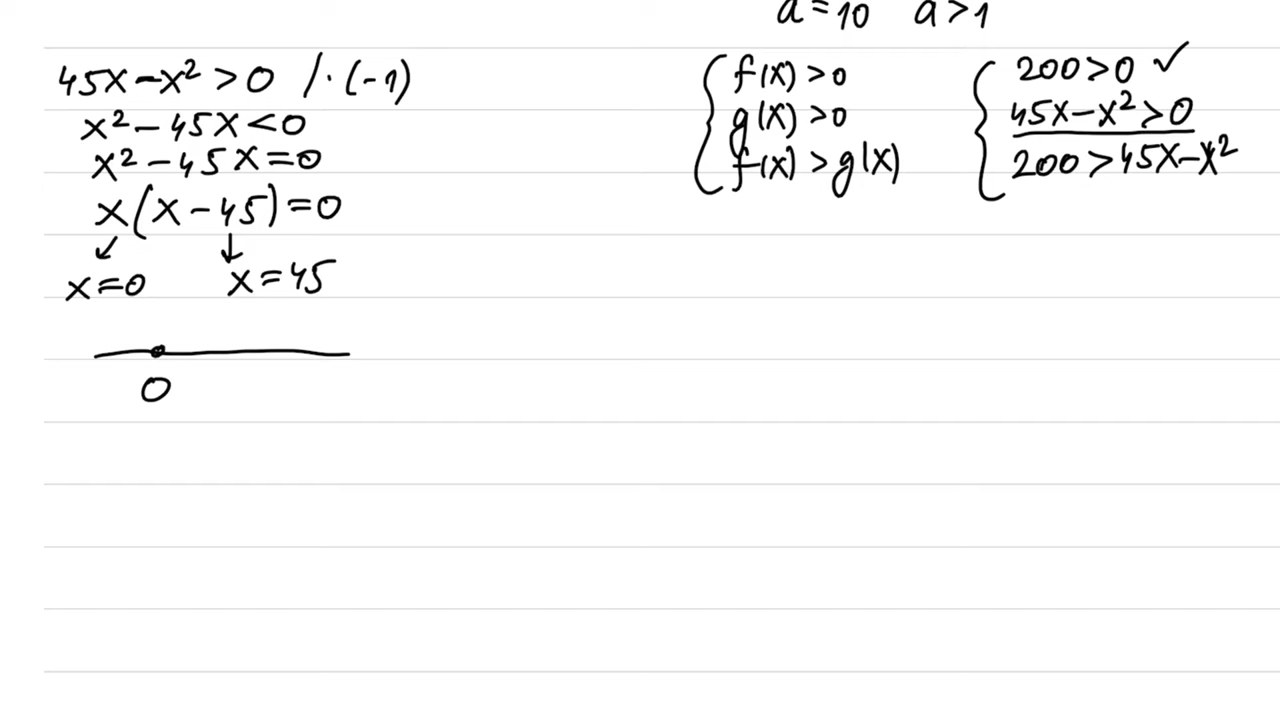 a = 10 a > 1
45x − x² > 0 / · (−1)
x² − 45x < 0
x² − 45x = 0
x(x − 45) = 0
↙ ↓
x = 0 x = 45
0
{ f(x) > 0
g(x) > 0
f(x) > g(x)
{ 200 > 0 ✓
45x − x² > 0
200 > 45x − x²